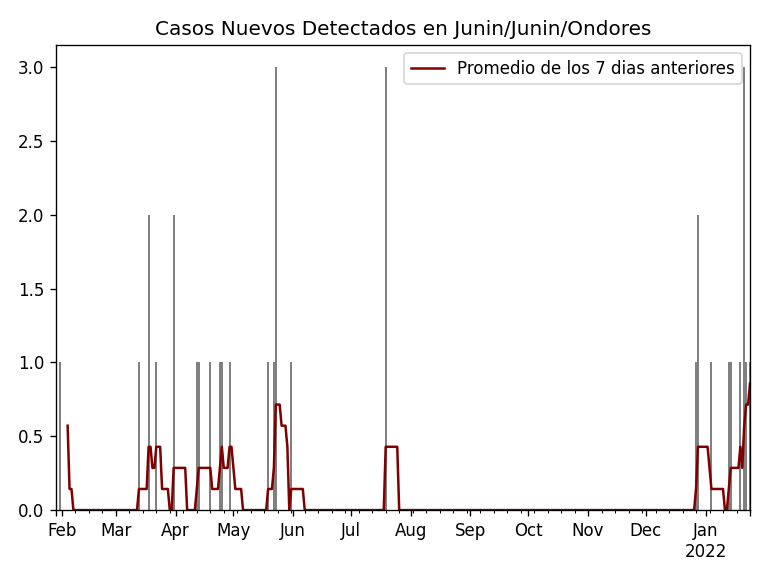 Casos Nuevos Detectados en Junin/Junin/Ondores
Promedio de los 7 dias anteriores
3.0
2.5
2.0
1.5
1.0
0.5
0.0
Feb Mar Apr May Jun Jul Aug Sep Oct Nov Dec Jan
2022